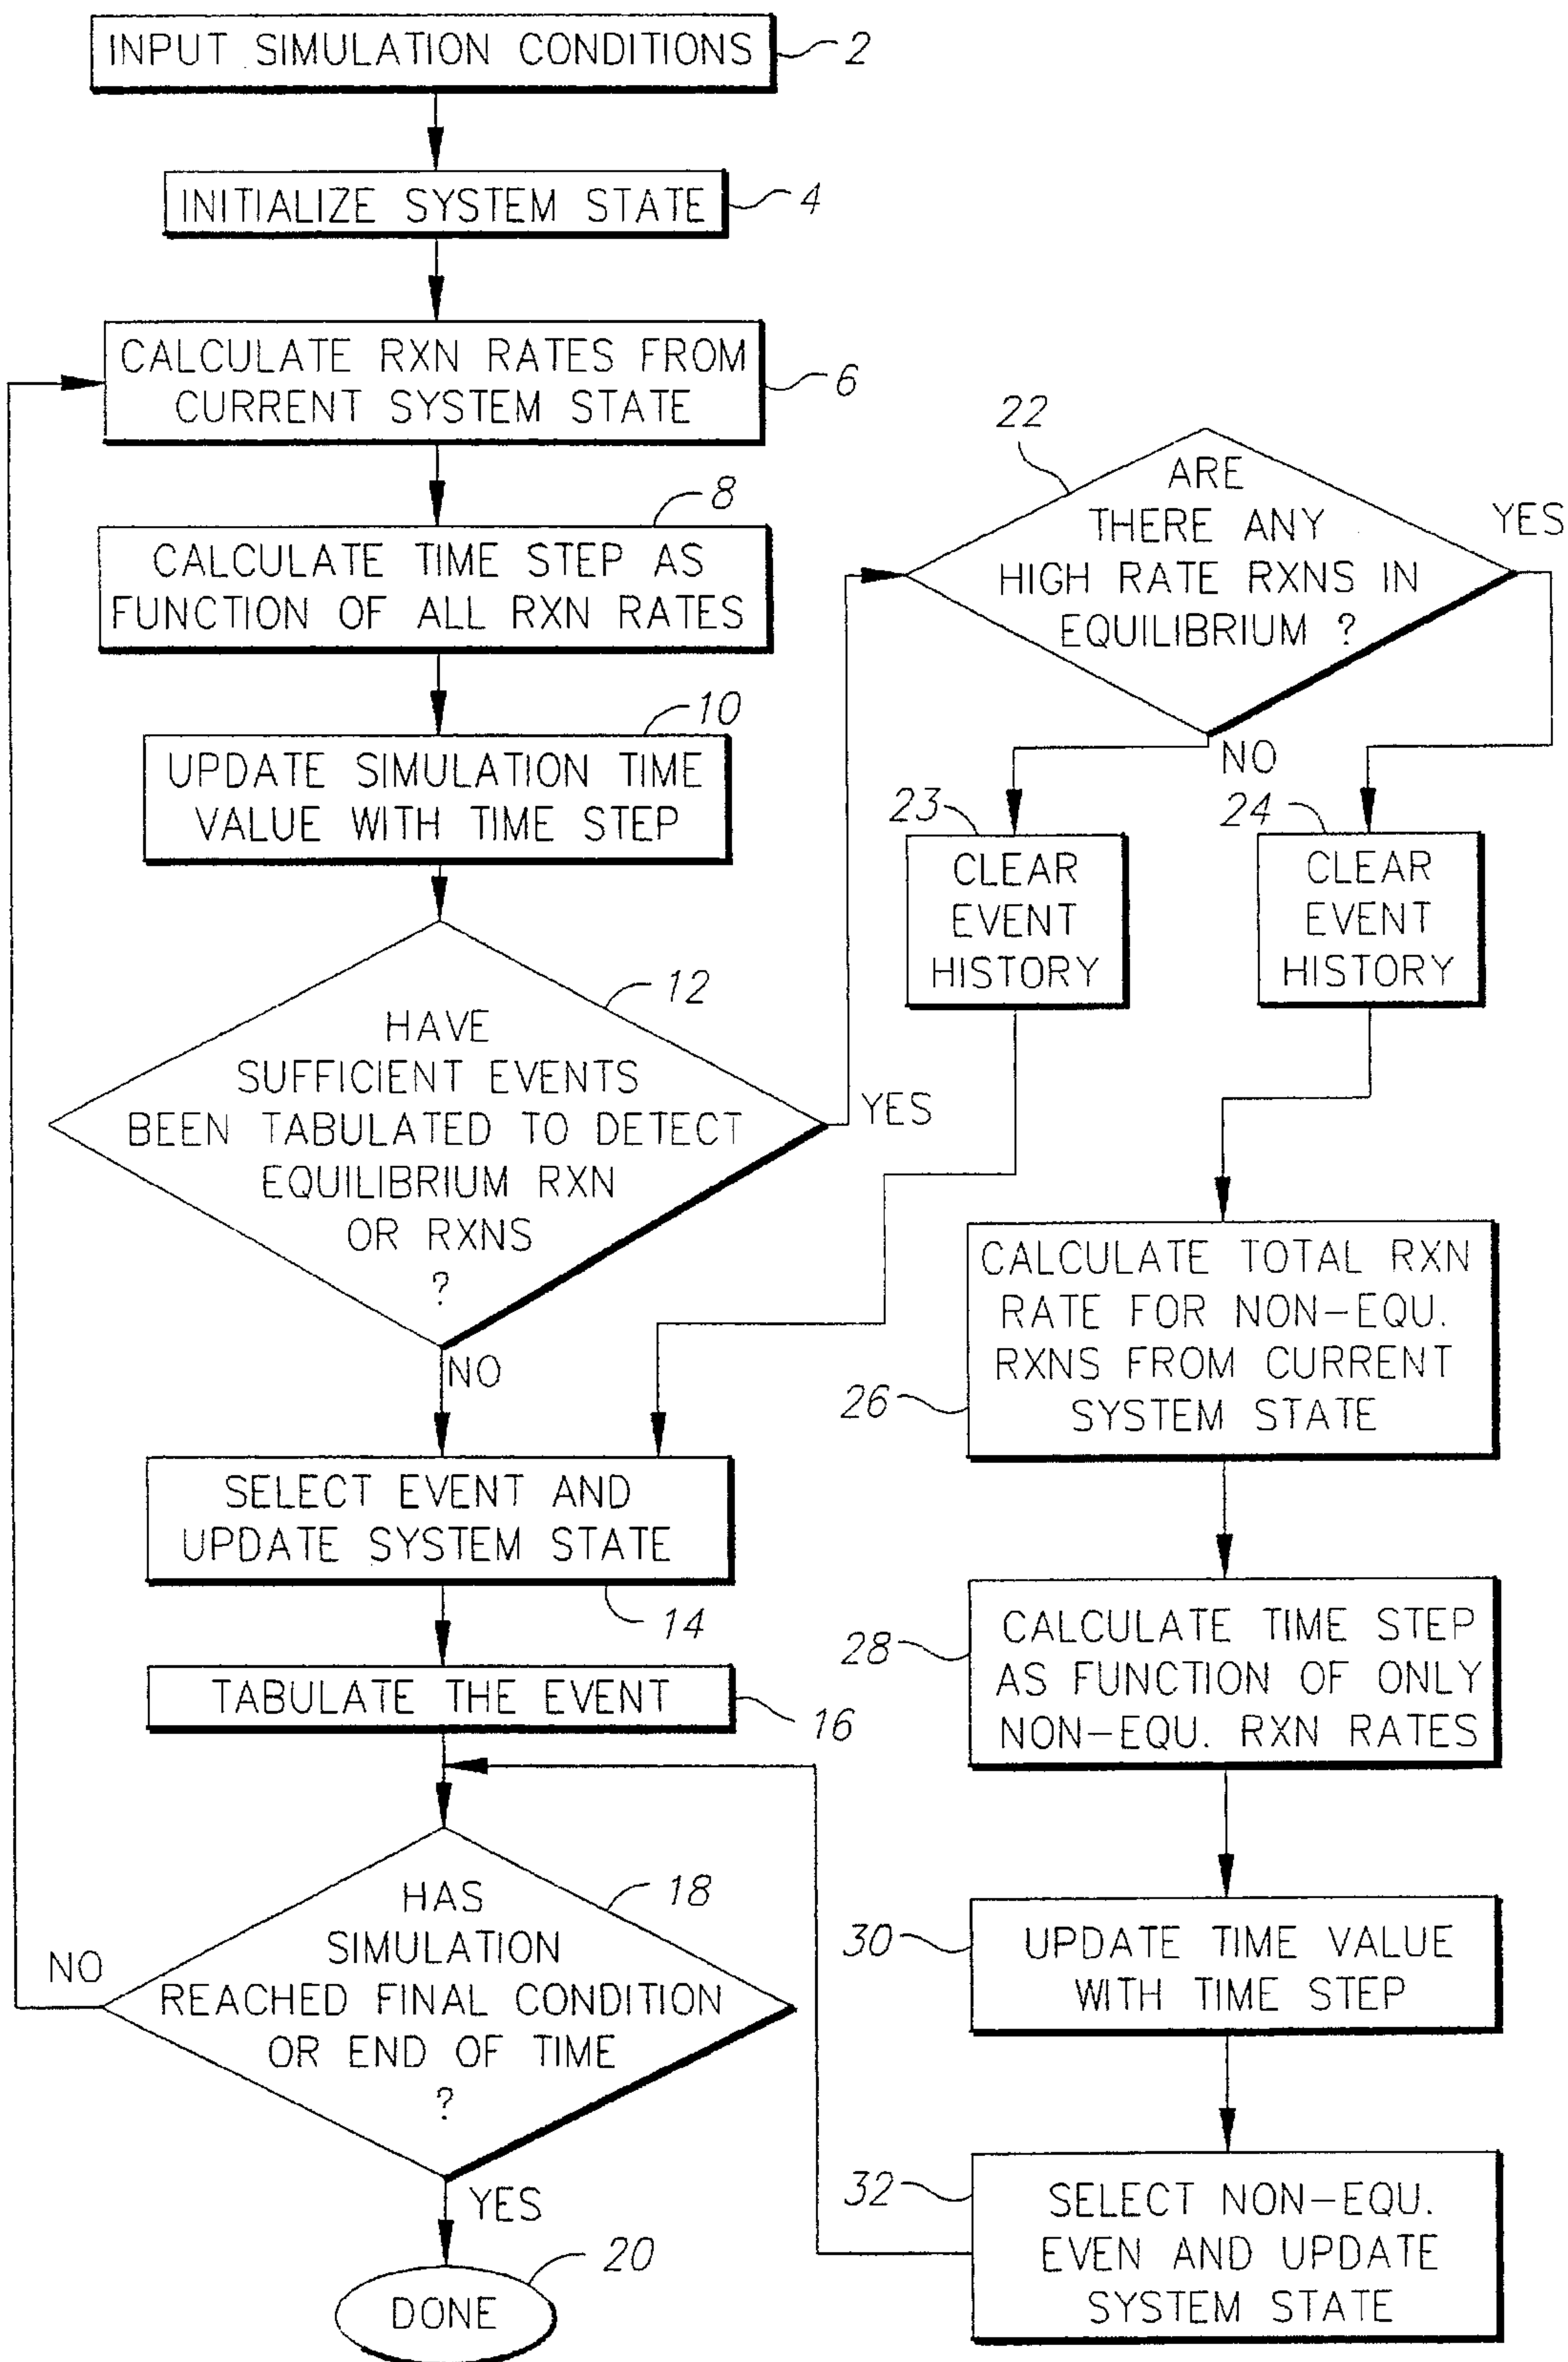 INPUT SIMULATION CONDITIONS
2
INITIALIZE SYSTEM STATE
4
CALCULATE RXN RATES FROM
CURRENT SYSTEM STATE
6
8
CALCULATE TIME STEP AS
FUNCTION OF ALL RXN RATES
10
UPDATE SIMULATION TIME
VALUE WITH TIME STEP
12
HAVE
SUFFICIENT EVENTS
BEEN TABULATED TO DETECT
EQUILIBRIUM RXN
OR RXNS
?
YES
NO
SELECT EVENT AND
UPDATE SYSTEM STATE
14
TABULATE THE EVENT
16
18
HAS
SIMULATION
REACHED FINAL CONDITION
OR END OF TIME
?
NO
YES
20
DONE
22
ARE
THERE ANY
HIGH RATE RXNS IN
EQUILIBRIUM ?
YES
NO
23
CLEAR
EVENT
HISTORY
24
CLEAR
EVENT
HISTORY
CALCULATE TOTAL RXN
RATE FOR NON-EQU.
RXNS FROM CURRENT
SYSTEM STATE
26
28
CALCULATE TIME STEP
AS FUNCTION OF ONLY
NON-EQU. RXN RATES
30
UPDATE TIME VALUE
WITH TIME STEP
32
SELECT NON-EQU.
EVEN AND UPDATE
SYSTEM STATE